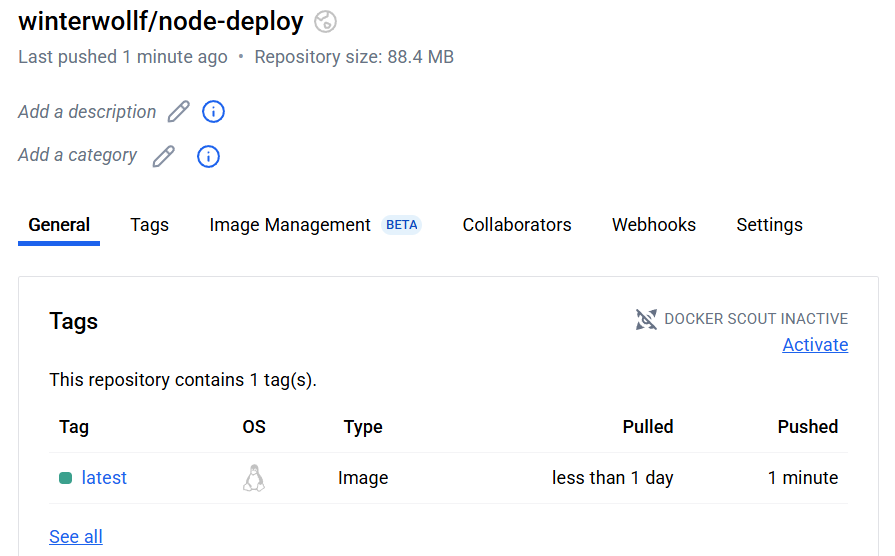 winterwollf/node-deploy
Last pushed 1 minute ago • Repository size: 88.4 MB
Add a description
Add a category
General Tags Image Management BETA Collaborators Webhooks Settings
Tags
DOCKER SCOUT INACTIVE
Activate
This repository contains 1 tag(s).
Tag OS Type Pulled Pushed
latest Image less than 1 day 1 minute
See all